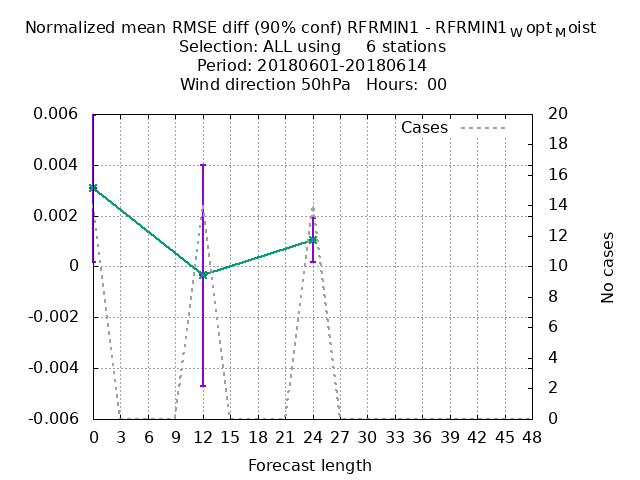 Normalized mean RMSE diff (90% conf) RFRMIN1 - RFRMIN1WoptMoist
Selection: ALL using     6 stations
Period: 20180601-20180614
Wind direction 50hPa   Hours:  00
0.006
0.004
0.002
0
-0.002
-0.004
-0.006
Cases
20
18
16
14
12
10
8
6
4
2
0
No cases
0 3 6 9 12 15 18 21 24 27 30 33 36 39 42 45 48
Forecast length